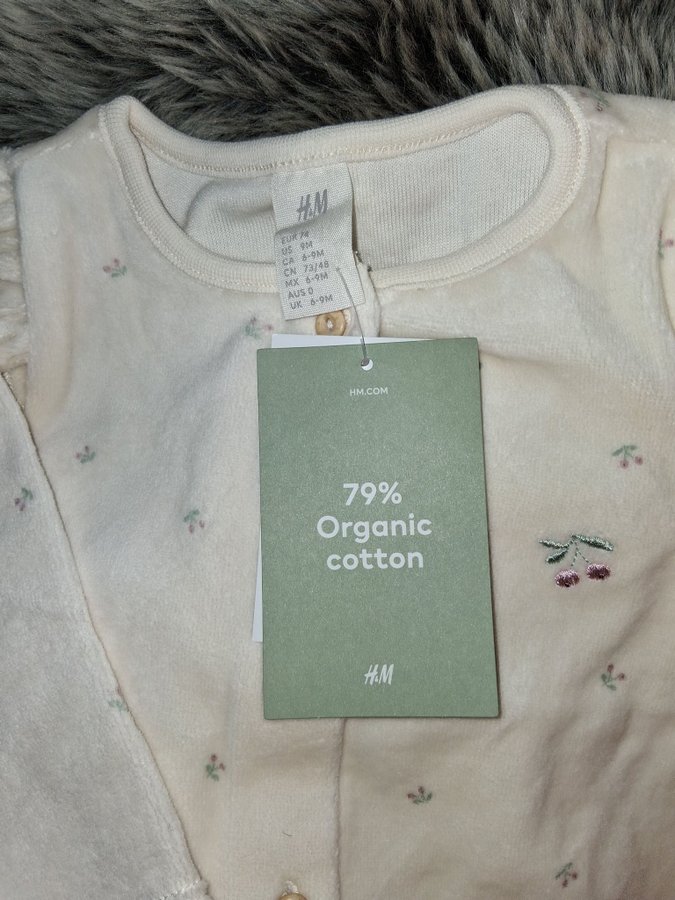 H&M
EUR 74
US 9M
CA 6-9M
CN 73/48
MX 6-9M
AUS 0
UK 6-9M
HM.COM
79%
Organic
cotton
H&M